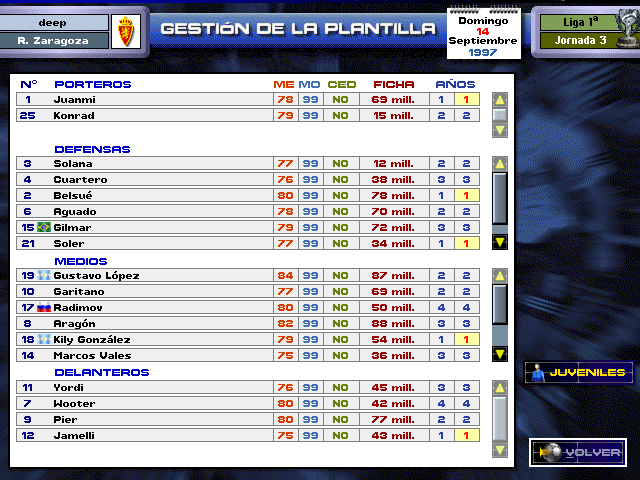 deep
R. Zaragoza
GESTIÓN DE LA PLANTILLA
Domingo
14
Septiembre
1997
Liga 1ª
Jornada 3
Nº PORTEROS ME MO CED FICHA AÑOS
1 Juanmi 78 99 NO 69 mill. 1 1
25 Konrad 79 99 NO 15 mill. 2 2
DEFENSAS
3 Solana 77 99 NO 12 mill. 2 2
4 Cuartero 76 99 NO 38 mill. 3 3
2 Belsué 80 99 NO 78 mill. 1 1
6 Aguado 78 99 NO 70 mill. 2 2
15 Gilmar 79 99 NO 72 mill. 3 3
21 Soler 77 99 NO 34 mill. 1 1
MEDIOS
19 Gustavo López 84 99 NO 87 mill. 2 2
10 Garitano 77 99 NO 69 mill. 2 2
17 Radimov 80 99 NO 50 mill. 4 4
8 Aragón 82 99 NO 88 mill. 3 3
18 Kily González 79 99 NO 54 mill. 1 1
14 Marcos Vales 75 99 NO 36 mill. 3 3
DELANTEROS
11 Yordi 76 99 NO 45 mill. 3 3
7 Wooter 80 99 NO 42 mill. 4 4
9 Pier 80 99 NO 77 mill. 2 2
12 Jamelli 75 99 NO 43 mill. 1 1
JUVENILES
VOLVER